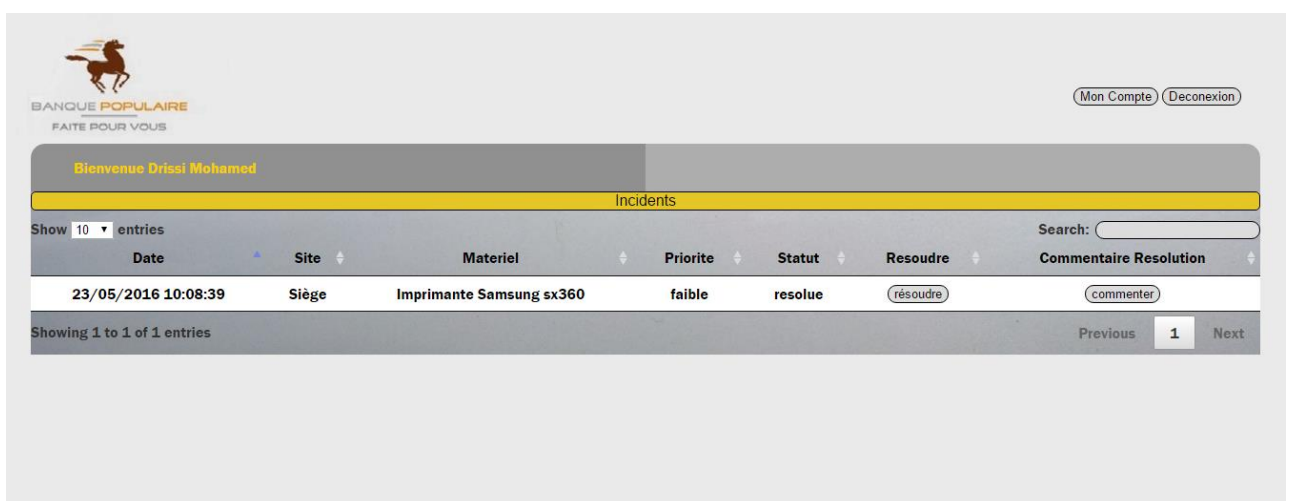 BANQUE POPULAIRE
FAITE POUR VOUS
Mon Compte Deconexion
Bienvenue Drissi Mohamed
Incidents
Show 10 entries Search:
Date Site Materiel Priorite Statut Resoudre Commentaire Resolution
23/05/2016 10:08:39 Siège Imprimante Samsung sx360 faible resolue résoudre commenter
Showing 1 to 1 of 1 entries Previous 1 Next